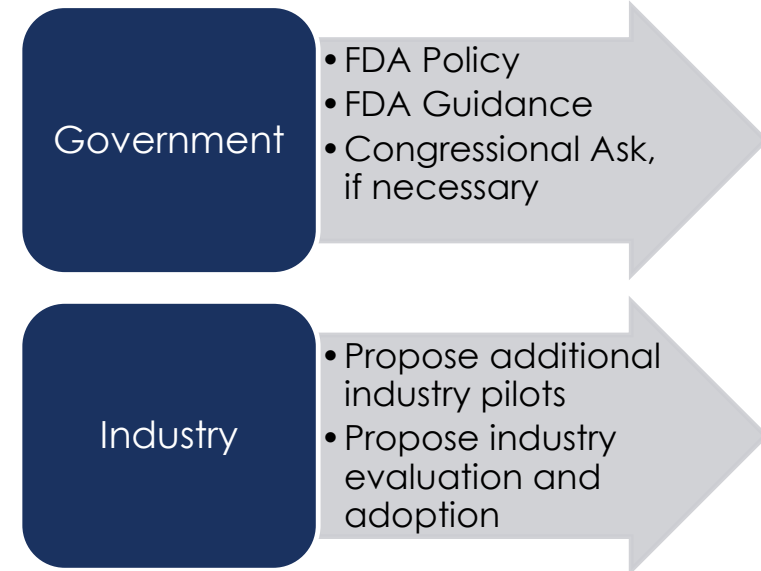 Government
• FDA Policy
• FDA Guidance
• Congressional Ask,
if necessary
Industry
• Propose additional
industry pilots
• Propose industry
evaluation and
adoption